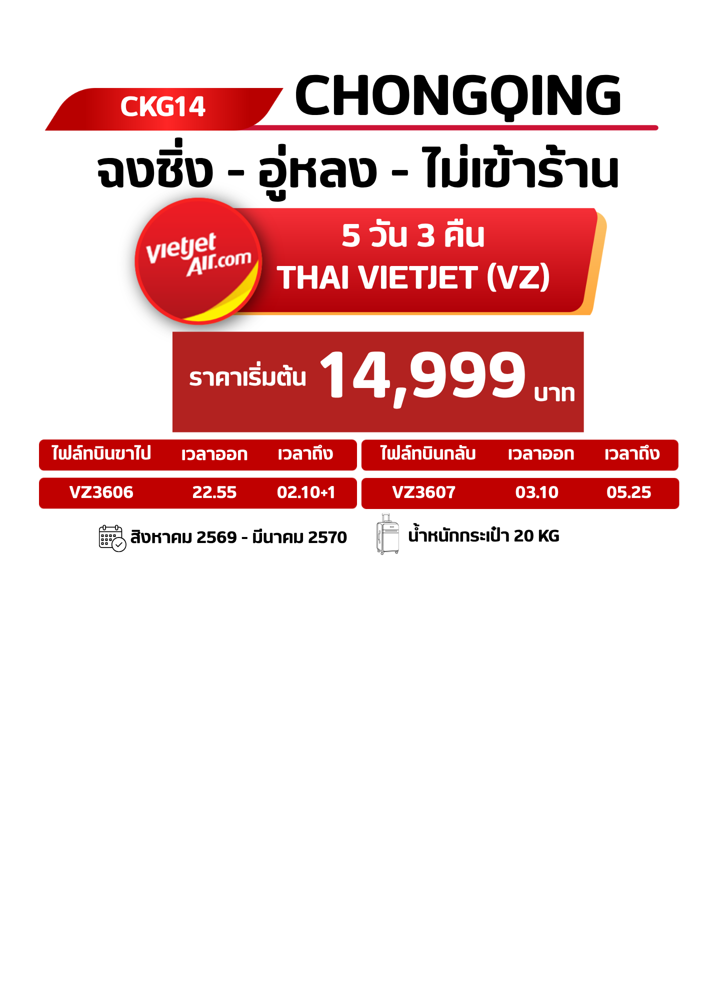 CKG14 CHONGQING
ฉงชิ่ง - อู่หลง - ไม่เข้าร้าน
vietjet
Air.com
5 วัน 3 คืน
THAI VIETJET (VZ)
ราคาเริ่มต้น 14,999 บาท
ไฟล์ทบินขาไป เวลาออก เวลาถึง ไฟล์ทบินกลับ เวลาออก เวลาถึง
VZ3606 22.55 02.10+1 VZ3607 03.10 05.25
สิงหาคม 2569 - มีนาคม 2570 น้ำหนักกระเป๋า 20 KG